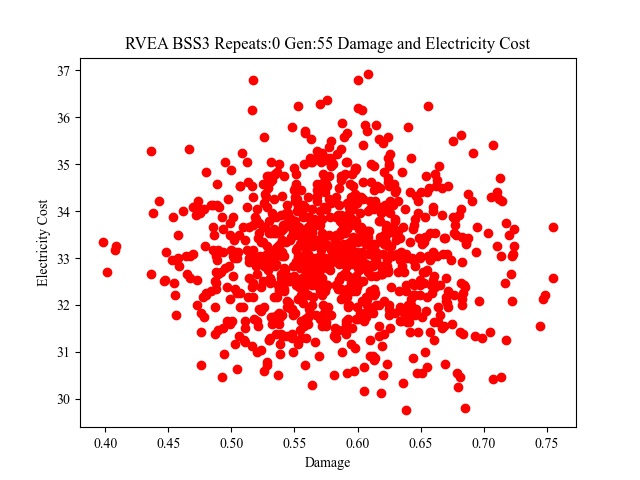 RVEA BSS3 Repeats:0 Gen:55 Damage and Electricity Cost
37
36
35
34
33
32
31
30
Electricity Cost
0.40 0.45 0.50 0.55 0.60 0.65 0.70 0.75
Damage